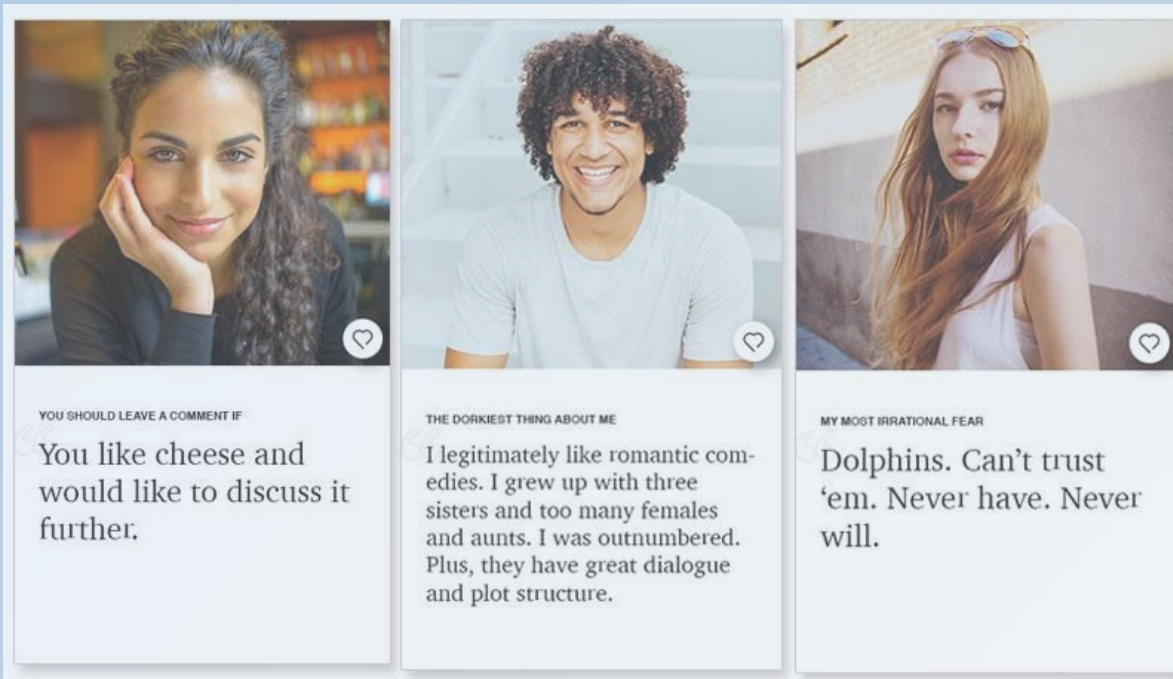 YOU SHOULD LEAVE A COMMENT IF
You like cheese and
would like to discuss it
further.
THE DORKIEST THING ABOUT ME
I legitimately like romantic com-
edies. I grew up with three
sisters and too many females
and aunts. I was outnumbered.
Plus, they have great dialogue
and plot structure.
MY MOST IRRATIONAL FEAR
Dolphins. Can’t trust
‘em. Never have. Never
will.